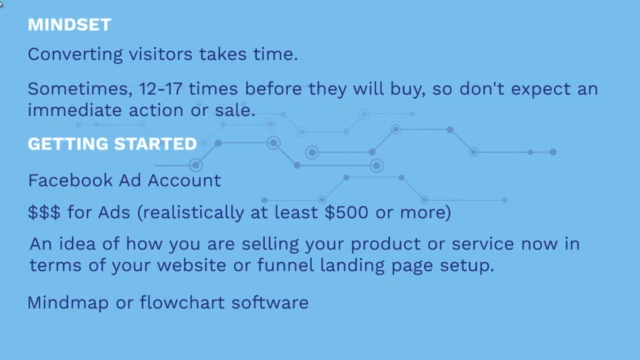 MINDSET
Converting visitors takes time.
Sometimes, 12-17 times before they will buy, so don't expect an
immediate action or sale.
GETTING STARTED
Facebook Ad Account
$$$ for Ads (realistically at least $500 or more)
An idea of how you are selling your product or service now in
terms of your website or funnel landing page setup.
Mindmap or flowchart software